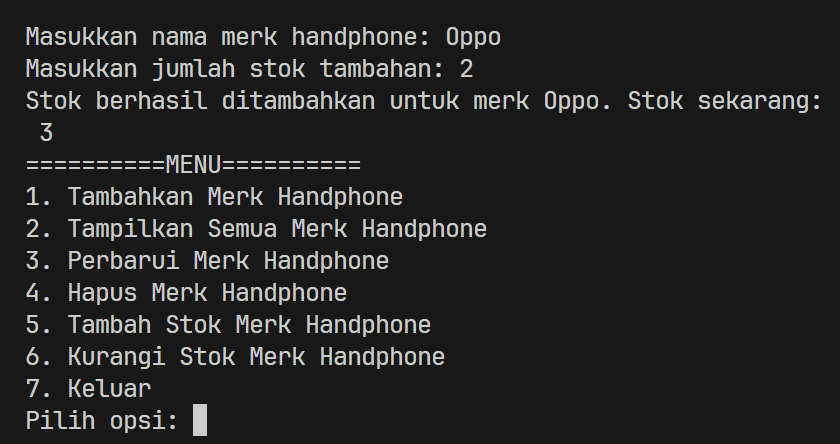 Masukkan nama merk handphone: Oppo
Masukkan jumlah stok tambahan: 2
Stok berhasil ditambahkan untuk merk Oppo. Stok sekarang:
3
==========MENU==========
1. Tambahkan Merk Handphone
2. Tampilkan Semua Merk Handphone
3. Perbarui Merk Handphone
4. Hapus Merk Handphone
5. Tambah Stok Merk Handphone
6. Kurangi Stok Merk Handphone
7. Keluar
Pilih opsi: